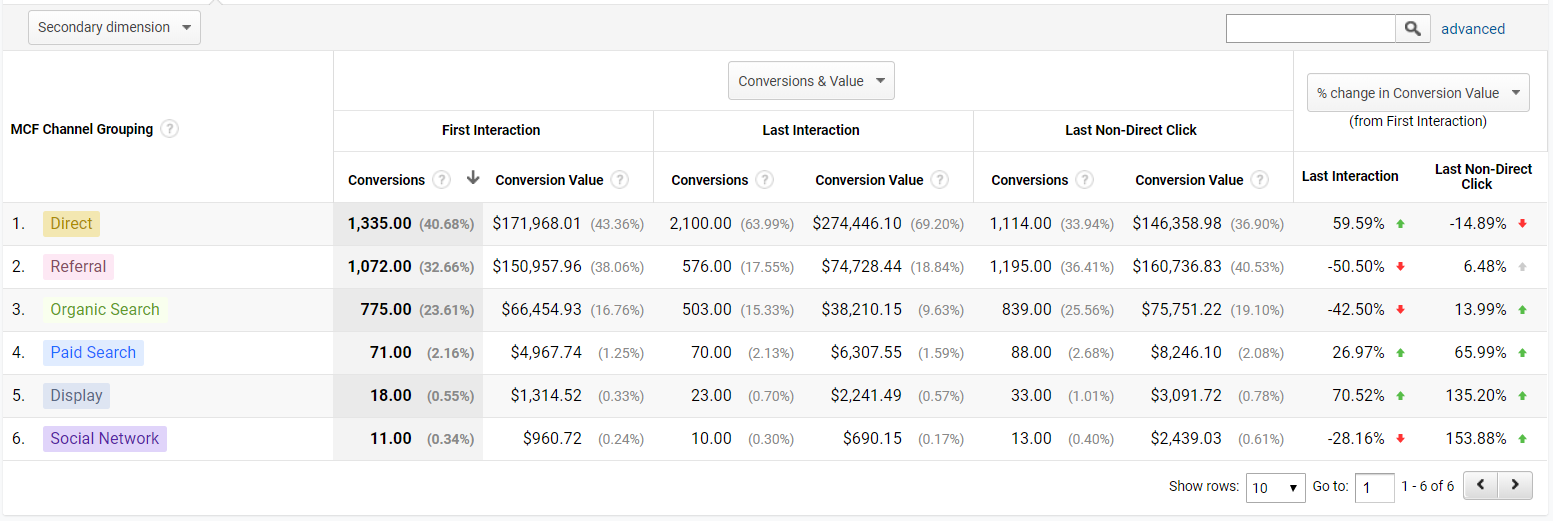 Secondary dimension
advanced
Conversions & Value
% change in Conversion Value
(from First Interaction)
MCF Channel Grouping ?
First Interaction Last Interaction Last Non-Direct Click
Conversions ? Conversion Value ? Conversions ? Conversion Value ? Conversions ? Conversion Value ? Last Interaction Last Non-Direct
Click
1. Direct 1,335.00 (40.68%) $171,968.01 (43.36%) 2,100.00 (63.99%) $274,446.10 (69.20%) 1,114.00 (33.94%) $146,358.98 (36.90%) 59.59% -14.89%
2. Referral 1,072.00 (32.66%) $150,957.96 (38.06%) 576.00 (17.55%) $74,728.44 (18.84%) 1,195.00 (36.41%) $160,736.83 (40.53%) -50.50% 6.48%
3. Organic Search 775.00 (23.61%) $66,454.93 (16.76%) 503.00 (15.33%) $38,210.15 (9.63%) 839.00 (25.56%) $75,751.22 (19.10%) -42.50% 13.99%
4. Paid Search 71.00 (2.16%) $4,967.74 (1.25%) 70.00 (2.13%) $6,307.55 (1.59%) 88.00 (2.68%) $8,246.10 (2.08%) 26.97% 65.99%
5. Display 18.00 (0.55%) $1,314.52 (0.33%) 23.00 (0.70%) $2,241.49 (0.57%) 33.00 (1.01%) $3,091.72 (0.78%) 70.52% 135.20%
6. Social Network 11.00 (0.34%) $960.72 (0.24%) 10.00 (0.30%) $690.15 (0.17%) 13.00 (0.40%) $2,439.03 (0.61%) -28.16% 153.88%
Show rows: 10 Go to: 1 1 - 6 of 6